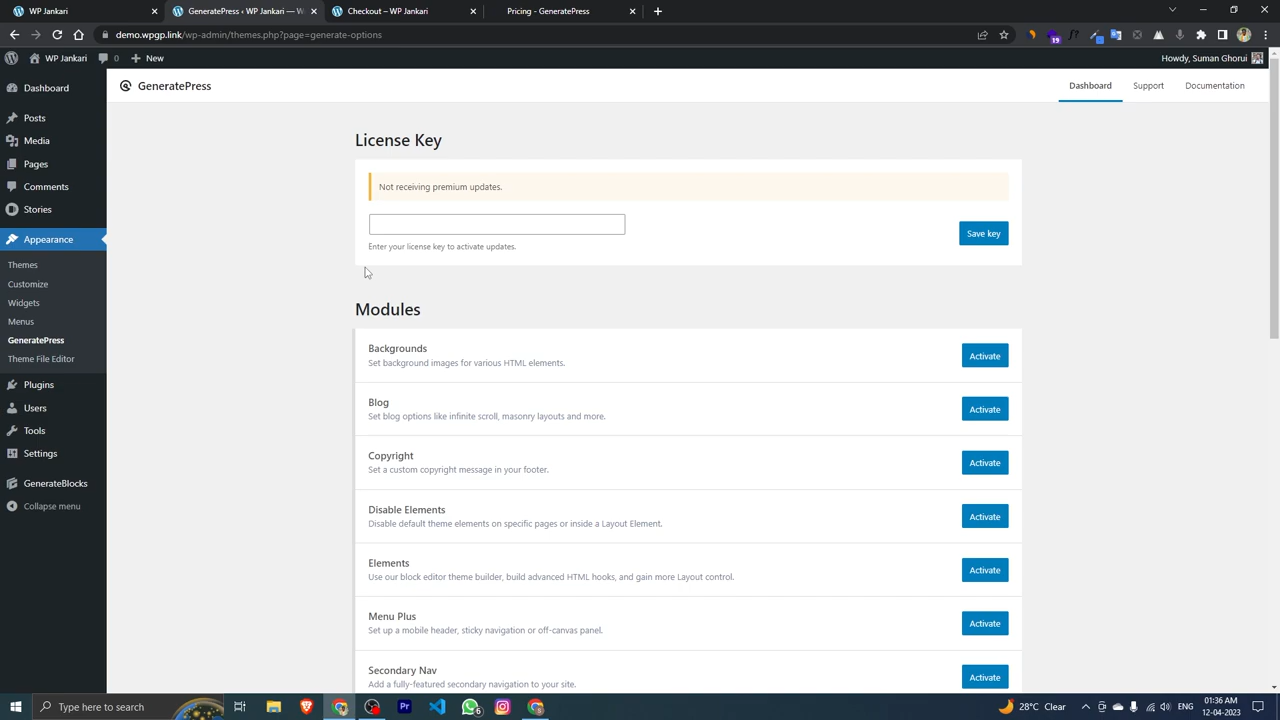 WP Jankari
GeneratePress ‹ WP Jankari — W
Checkout - WP Jankari
Pricing - GeneratePress
demo.wpgp.link/wp-admin/themes.php?page=generate-options
19
WP Jankari
0
New
Howdy, Suman Ghorui
Dashboard
Posts
Media
Pages
Comments
Stories
Appearance
Themes
Customize
Widgets
Menus
GeneratePress
Theme File Editor
Plugins
Users
Tools
Settings
GenerateBlocks
Collapse menu
GeneratePress
Dashboard
Support
Documentation
License Key
Not receiving premium updates.
Save key
Enter your license key to activate updates.
Modules
Backgrounds
Set background images for various HTML elements.
Activate
Blog
Set blog options like infinite scroll, masonry layouts and more.
Activate
Copyright
Set a custom copyright message in your footer.
Activate
Disable Elements
Disable default theme elements on specific pages or inside a Layout Element.
Activate
Elements
Use our block editor theme builder, build advanced HTML hooks, and gain more Layout control.
Activate
Menu Plus
Set up a mobile header, sticky navigation or off-canvas panel.
Activate
Secondary Nav
Add a fully-featured secondary navigation to your site.
Activate
Type here to search
Pr
6
28°C Clear
ENG
01:36 AM
12-04-2023